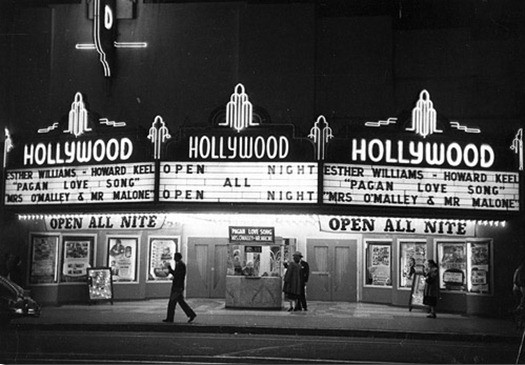 D
HOLLYWOOD
ESTHER WILLIAMS - HOWARD KEEL
"PAGAN LOVE SONG"
"MRS O'MALLEY & MR MALONE
HOLLYWOOD
OPEN NIGHT
ALL
OPEN NIGHT
HOLLYWOOD
ESTHER WILLIAMS - HOWARD KEEL
"PAGAN LOVE SONG"
"MRS O'MALLEY & MR MALONE
OPEN ALL NITE
OPEN ALL NITE
PAGAN LOVE SONG